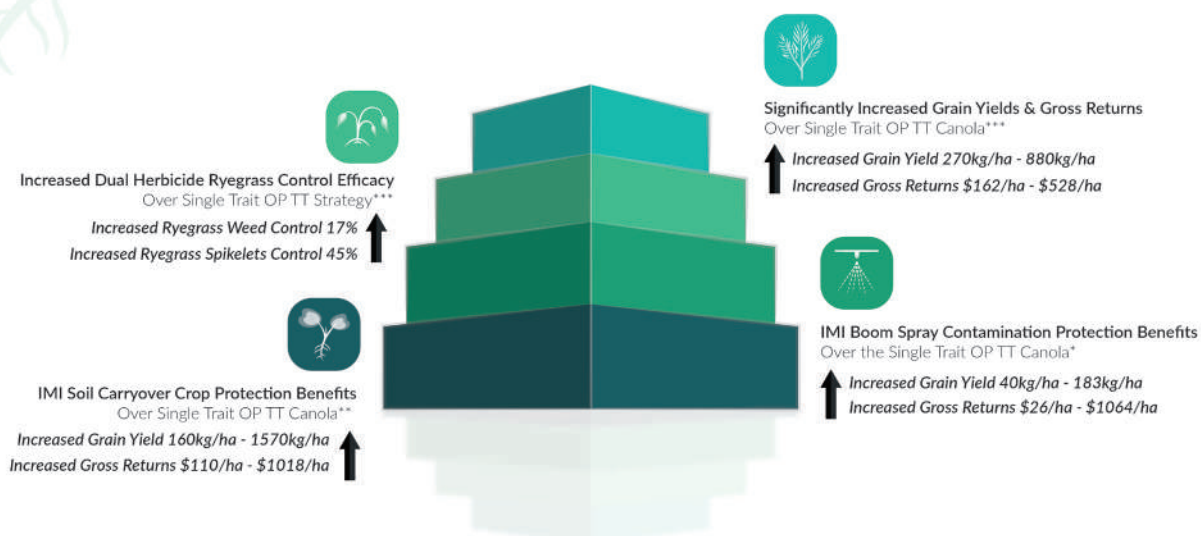 Significantly Increased Grain Yields & Gross Returns
Over Single Trait OP TT Canola***
Increased Grain Yield 270kg/ha - 880kg/ha
Increased Gross Returns $162/ha - $528/ha
Increased Dual Herbicide Ryegrass Control Efficacy
Over Single Trait OP TT Strategy***
Increased Ryegrass Weed Control 17%
Increased Ryegrass Spikelets Control 45%
IMI Boom Spray Contamination Protection Benefits
Over the Single Trait OP TT Canola*
Increased Grain Yield 40kg/ha - 183kg/ha
Increased Gross Returns $26/ha - $1064/ha
IMI Soil Carryover Crop Protection Benefits
Over Single Trait OP TT Canola**
Increased Grain Yield 160kg/ha - 1570kg/ha
Increased Gross Returns $110/ha - $1018/ha